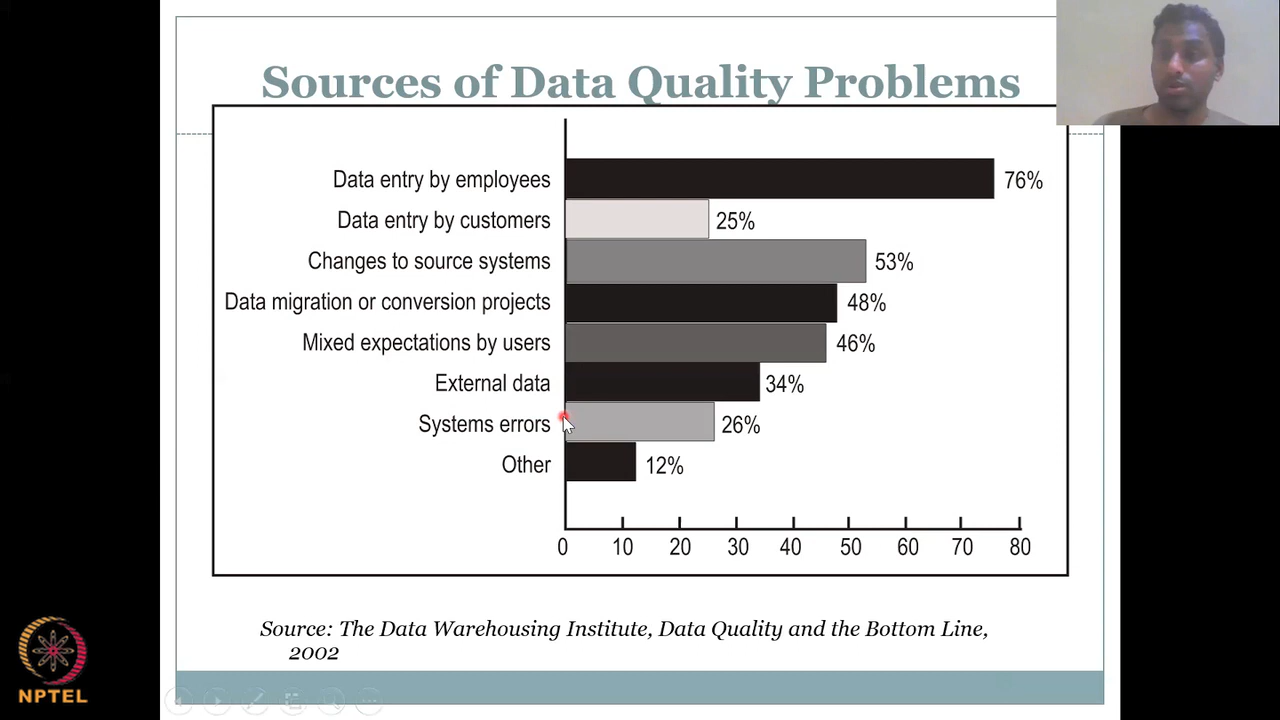 Sources of Data Quality Problems
Data entry by employees 76%
Data entry by customers 25%
Changes to source systems 53%
Data migration or conversion projects 48%
Mixed expectations by users 46%
External data 34%
Systems errors 26%
Other 12%
0 10 20 30 40 50 60 70 80
Source: The Data Warehousing Institute, Data Quality and the Bottom Line,
2002
NPTEL